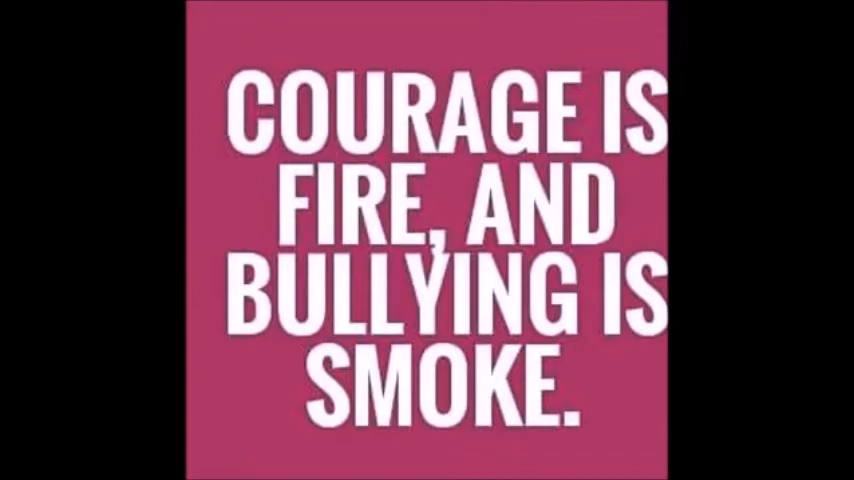 COURAGE IS
FIRE, AND
BULLYING IS
SMOKE.